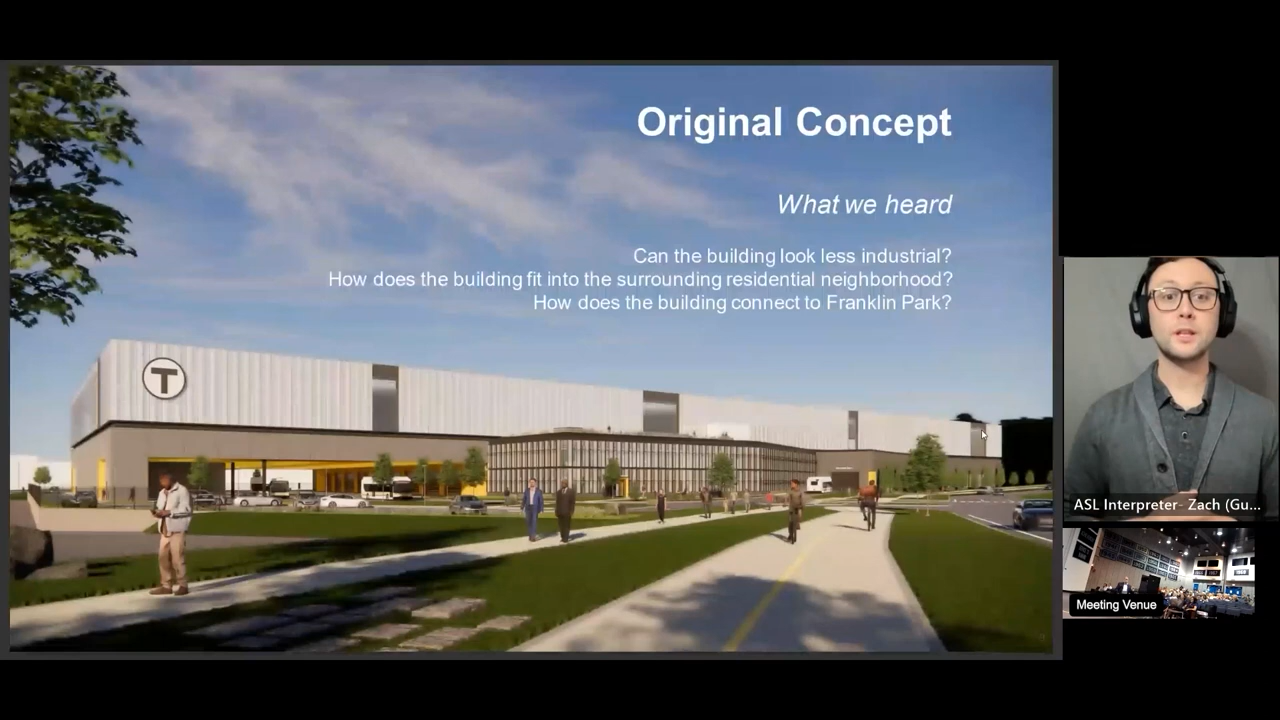 Original Concept
What we heard
Can the building look less industrial?
How does the building fit into the surrounding residential neighborhood?
How does the building connect to Franklin Park?
T
ASL Interpreter- Zach (Gu...
Meeting Venue